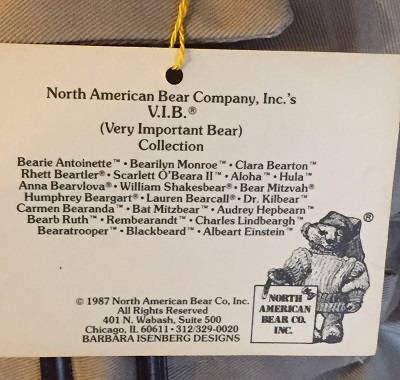 North American Bear Company, Inc.'s
V.I.B.®
(Very Important Bear)
Collection
Bearie Antoinette™ • Bearilyn Monroe™ • Clara Bearton™
Rhett Beartler® • Scarlett O'Beara II™ • Aloha™ • Hula™
Anna Bearvlova® • William Shakesbear® • Bear Mitzvah®
Humphrey Beargart® • Lauren Bearcall® • Dr. Kilbear™
Carmen Bearanda™ • Bat Mitzbear™ • Audrey Hepbearn™
Bearb Ruth™ • Rembearandt™ • Charles Lindbeargh™
Bearatrooper™ • Blackbeard™ • Albeart Einstein™
®
© 1987 North American Bear Co, Inc.
All Rights Reserved
401 N. Wabash, Suite 500
Chicago, IL 60611 • 312/329-0020
BARBARA ISENBERG DESIGNS
NORTH
AMERICAN
BEAR CO.
INC.